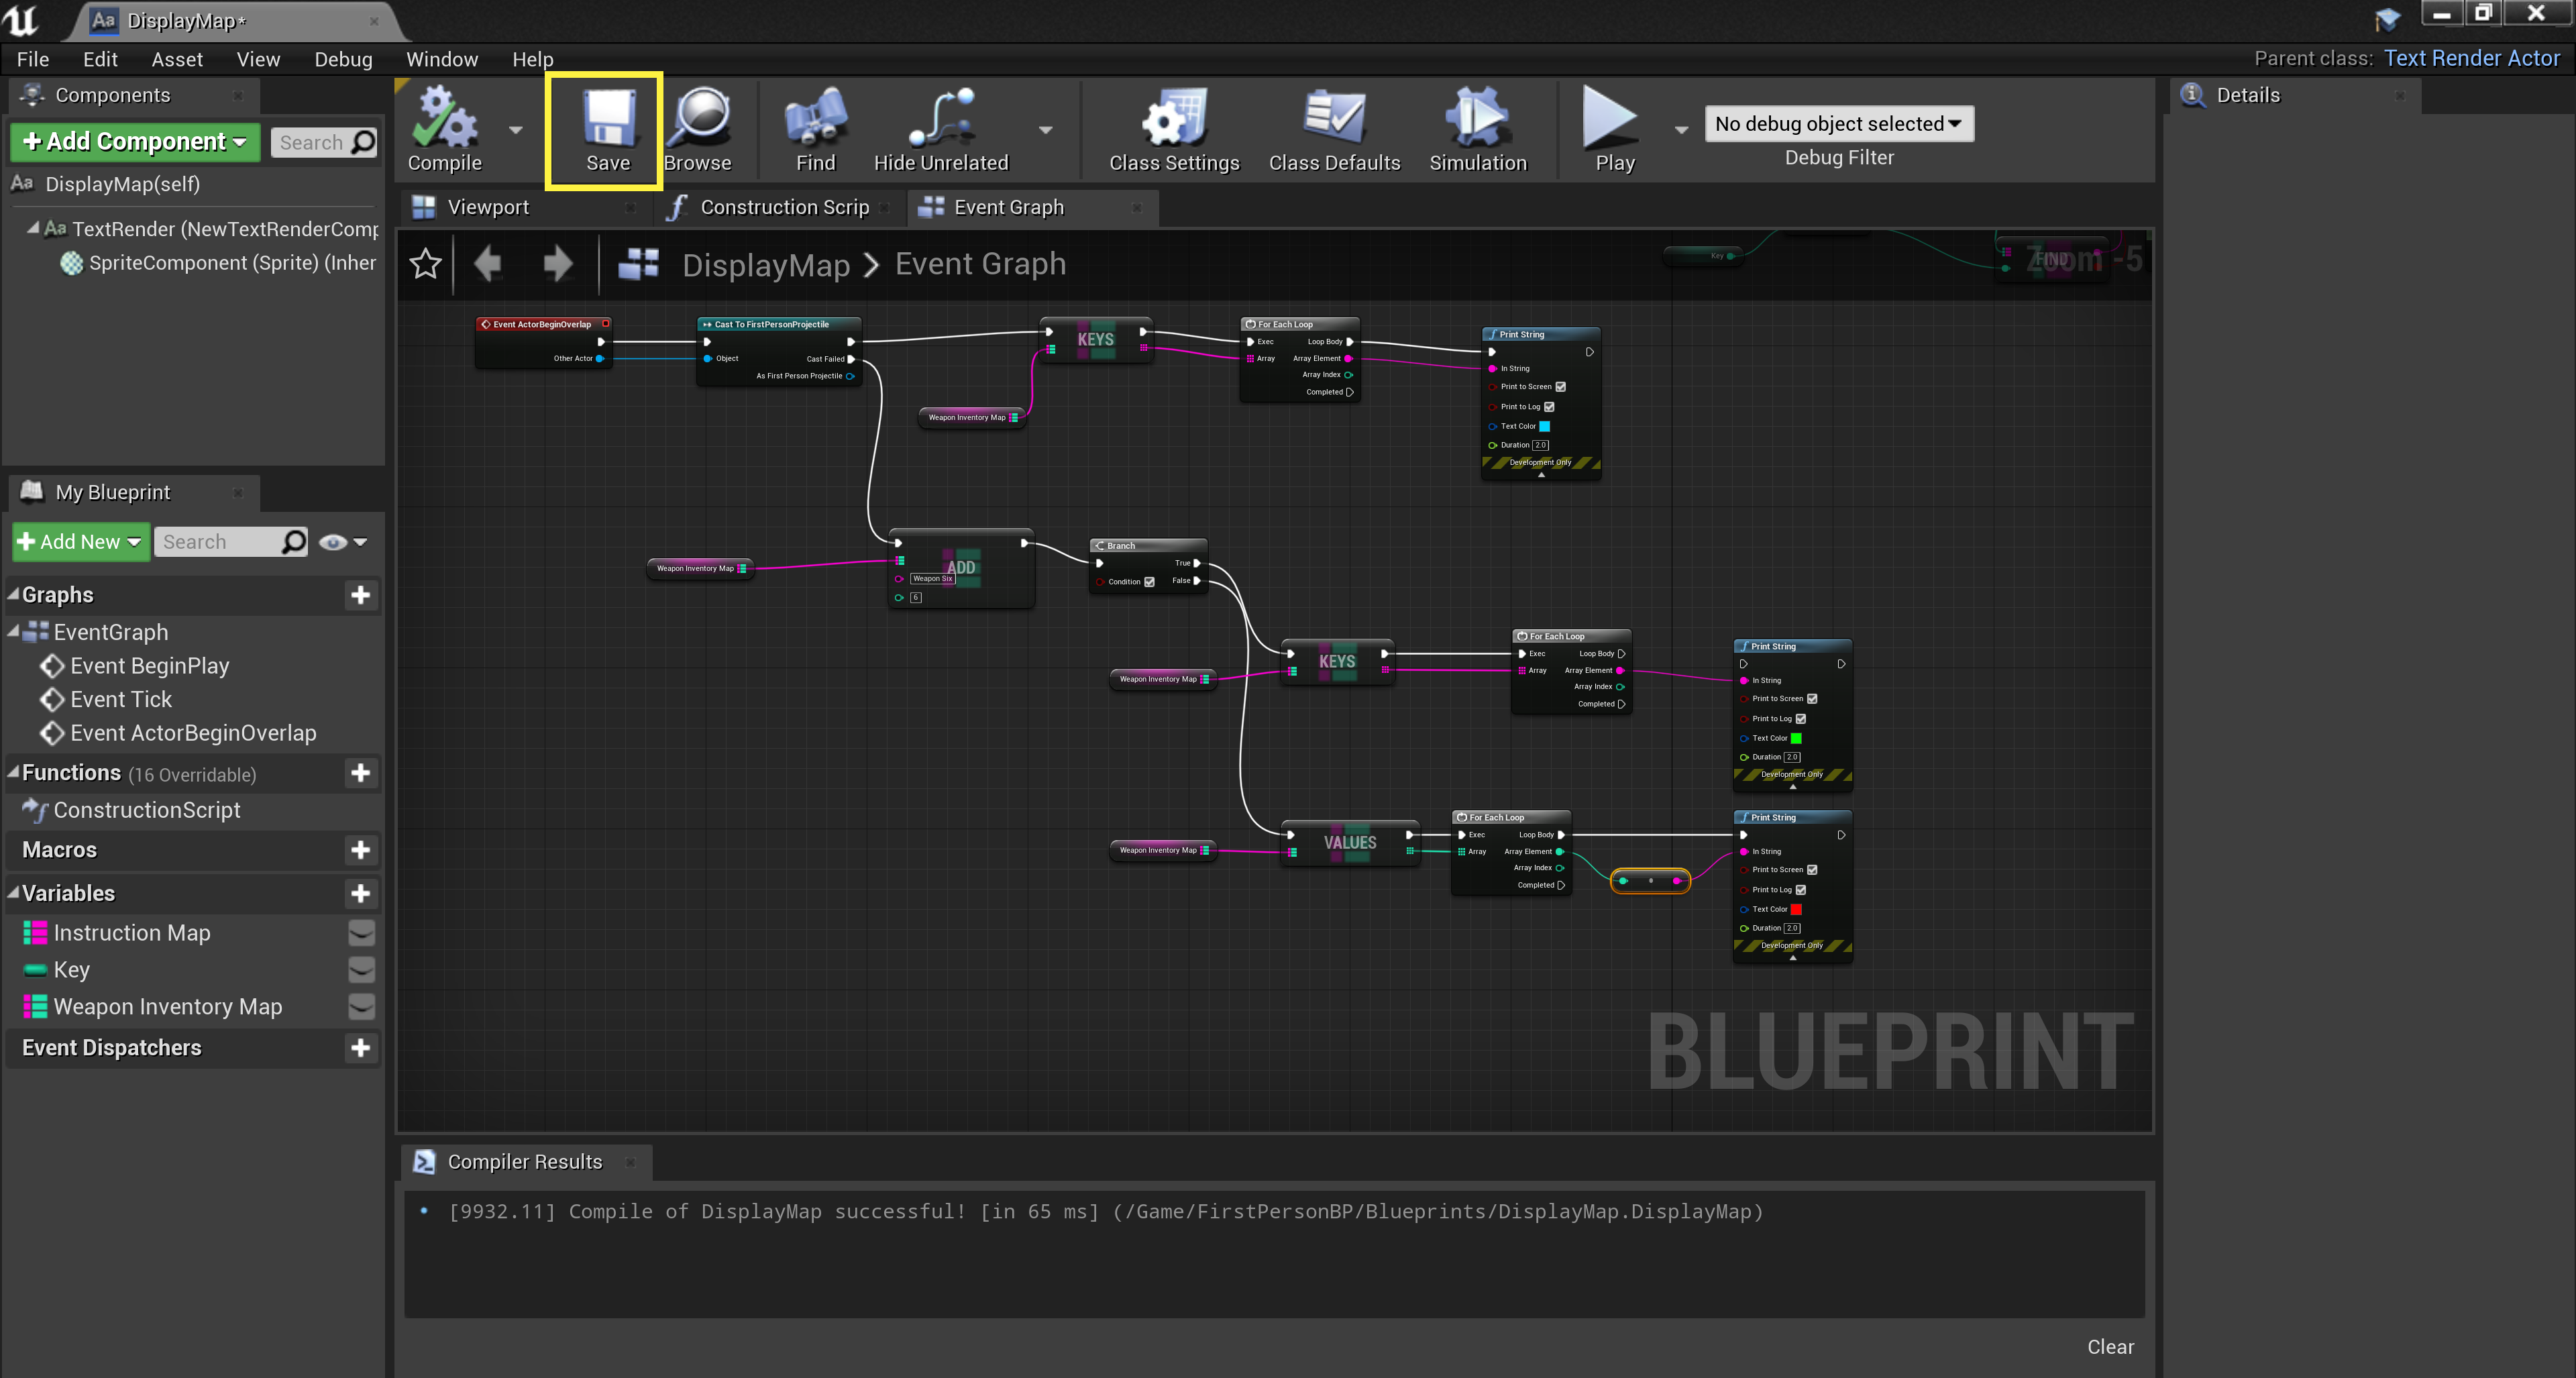 DisplayMap*
File Edit Asset View Debug Window Help
Parent class: Text Render Actor
Components
+ Add Component
Search
DisplayMap(self)
TextRender (NewTextRenderComp
SpriteComponent (Sprite) (Inher
Compile
Save
Browse
Find
Hide Unrelated
Class Settings
Class Defaults
Simulation
Play
No debug object selected
Debug Filter
Details
Viewport
Construction Scrip
Event Graph
DisplayMap > Event Graph
Key
FIND
Zoom -5
Event ActorBeginOverlap
Other Actor
Cast To FirstPersonProjectile
Object
Cast Failed
As First Person Projectile
Weapon Inventory Map
KEYS
For Each Loop
Exec Loop Body
Array Array Element
Array Index
Completed
Print String
In String
Print to Screen
Print to Log
Text Color
Duration 2.0
Development Only
Weapon Inventory Map
ADD
Weapon Six
6
Branch
True
Condition False
Weapon Inventory Map
KEYS
For Each Loop
Exec Loop Body
Array Array Element
Array Index
Completed
Print String
In String
Print to Screen
Print to Log
Text Color
Duration 2.0
Development Only
Weapon Inventory Map
VALUES
For Each Loop
Exec Loop Body
Array Array Element
Array Index
Completed
Print String
In String
Print to Screen
Print to Log
Text Color
Duration 2.0
Development Only
BLUEPRINT
My Blueprint
+ Add New
Search
Graphs
EventGraph
Event BeginPlay
Event Tick
Event ActorBeginOverlap
Functions (16 Overridable)
ConstructionScript
Macros
Variables
Instruction Map
Key
Weapon Inventory Map
Event Dispatchers
Compiler Results
[9932.11] Compile of DisplayMap successful! [in 65 ms] (/Game/FirstPersonBP/Blueprints/DisplayMap.DisplayMap)
Clear